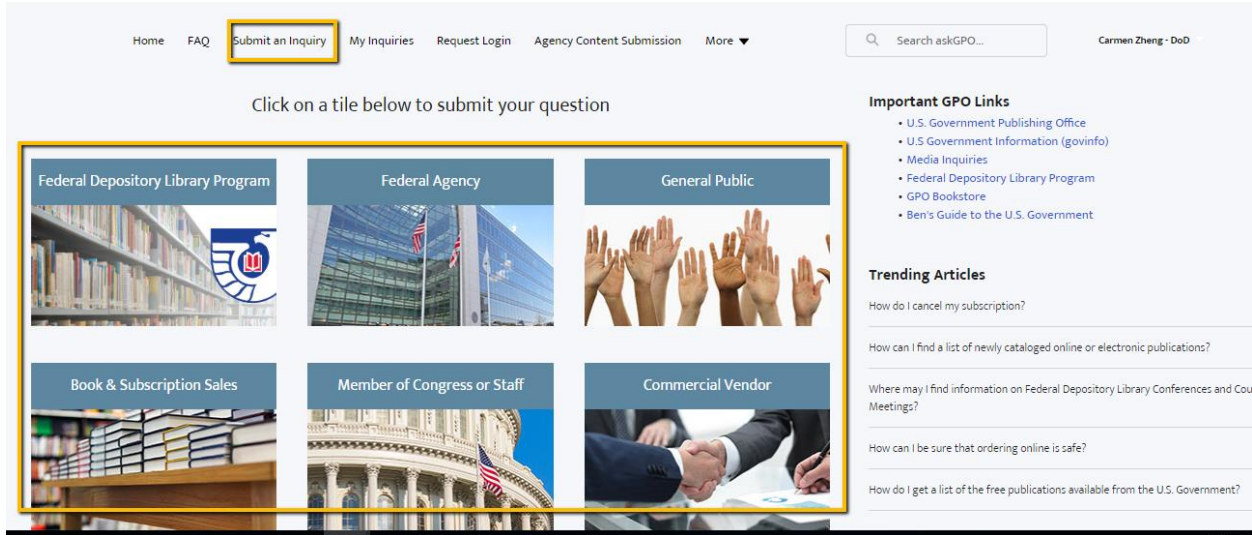 Home FAQ Submit an Inquiry My Inquiries Request Login Agency Content Submission More Search askGPO... Carmen Zheng - DoD
Click on a tile below to submit your question
Federal Depository Library Program Federal Agency General Public
Book & Subscription Sales Member of Congress or Staff Commercial Vendor
Important GPO Links
• U.S. Government Publishing Office
• U.S Government Information (govinfo)
• Media Inquiries
• Federal Depository Library Program
• GPO Bookstore
• Ben's Guide to the U.S. Government
Trending Articles
How do I cancel my subscription?
How can I find a list of newly cataloged online or electronic publications?
Where may I find information on Federal Depository Library Conferences and Cou
Meetings?
How can I be sure that ordering online is safe?
How do I get a list of the free publications available from the U.S. Government?